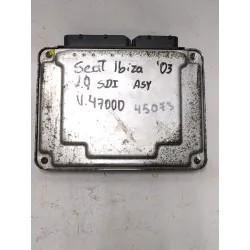 Seat Ibiza '03
1.9 SDI ASY
V.47000 45073